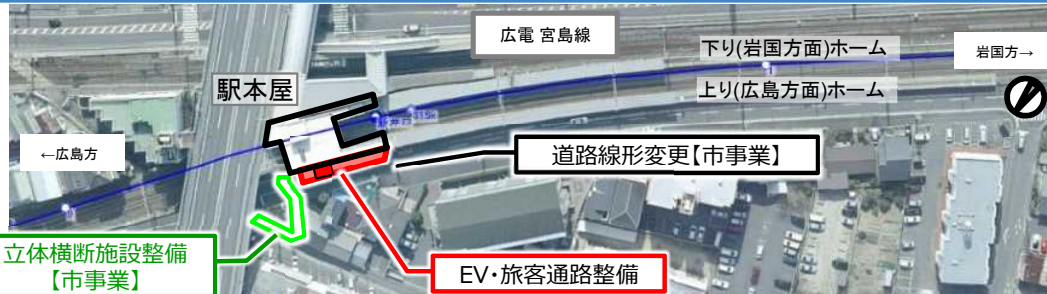 広電 宮島線
下り(岩国方面)ホーム
岩国方→
上り(広島方面)ホーム
駅本屋
←広島方
道路線形変更【市事業】
立体横断施設整備
【市事業】
EV・旅客通路整備